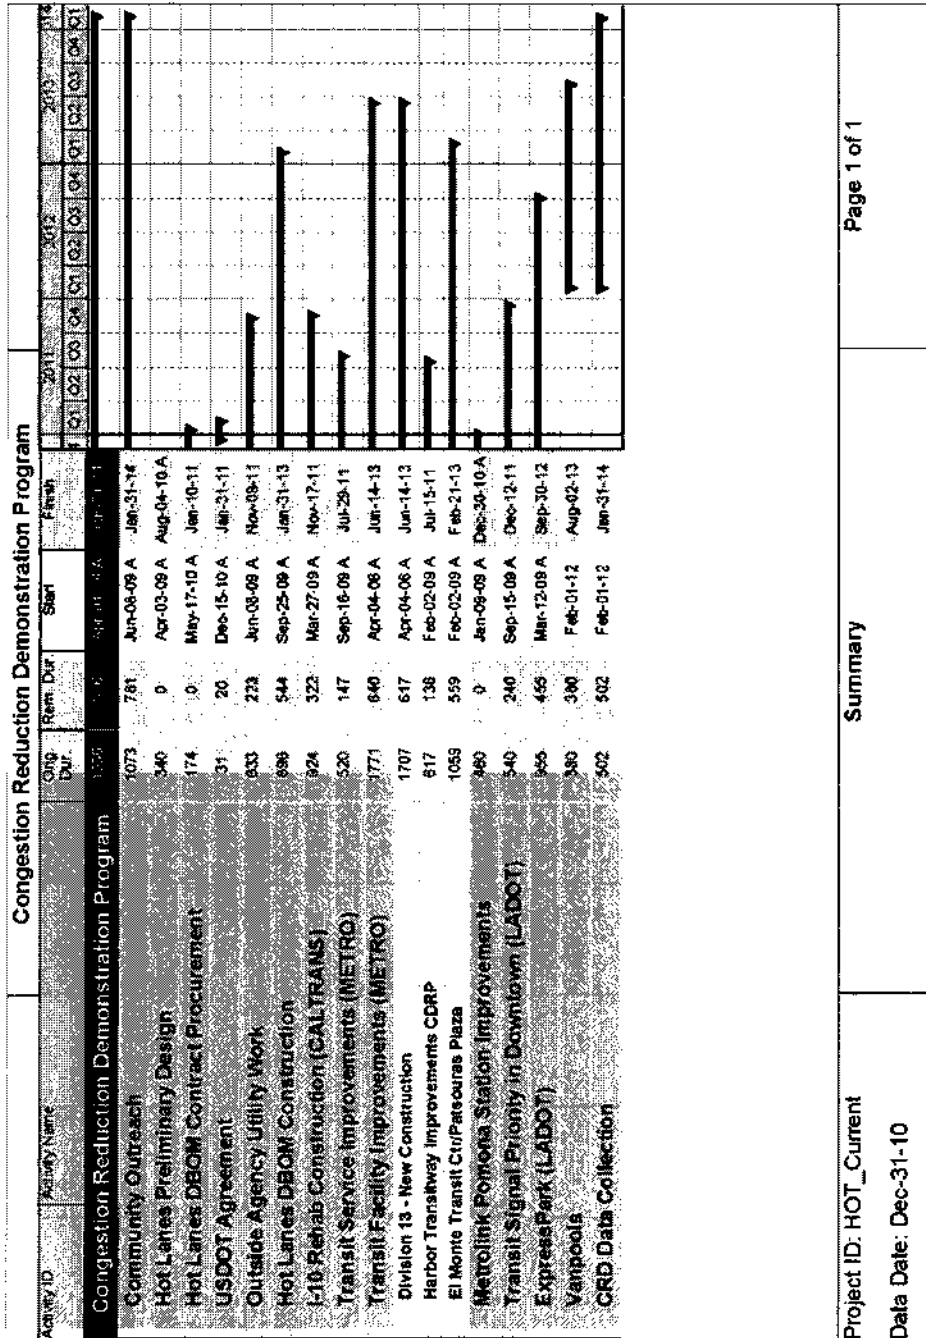 Congestion Reduction Demonstration Program
Activity ID Activity Name Orig Dur. Rem. Dur. Start Finish 2011 2012 2013
Q1 Q2 Q3 Q4 Q1 Q2 Q3 Q4 Q1 Q2 Q3 Q4 Q1
Congestion Reduction Demonstration Program
Community Outreach 1073 781 Jun-08-09 A Jan-31-14
Hot Lanes Preliminary Design 340 0 Apr-03-09 A Aug-04-10 A
Hot Lanes DBOM Contract Procurement 174 0 May-17-10 A Jan-10-11
USDOT Agreement 31 20 Dec-15-10 A Jan-31-11
Outside Agency Utility Work 633 223 Jun-08-09 A Nov-09-11
Hot Lanes DBOM Construction 898 544 Sep-25-09 A Jan-31-13
I-10 Rehab Construction (CALTRANS) 924 322 Mar-27-09 A Nov-17-11
Transit Service Improvements (METRO) 520 147 Sep-16-09 A Jul-29-11
Transit Facility Improvements (METRO) 1771 640 Apr-04-06 A Jun-14-13
Division 13 - New Construction 1707 617 Apr-04-06 A Jun-14-13
Harbor Transitway Improvements CDRP 617 138 Feb-02-09 A Jul-15-11
El Monte Transit Ctr/Patsouras Plaza 1059 559 Feb-02-09 A Feb-21-13
Metrolink Pomona Station Improvements 0 Jan-09-09 A Dec-30-10 A
Transit Signal Priority in Downtown (LADOT) 540 240 Sep-15-09 A Dec-12-11
ExpressPark (LADOT) Mar-12-09 A Sep-30-12
Vanpools 380 380 Feb-01-12 Aug-02-13
CRD Data Collection 502 502 Feb-01-12 Jan-31-14
Project ID: HOT_Current
Data Date: Dec-31-10
Summary
Page 1 of 1